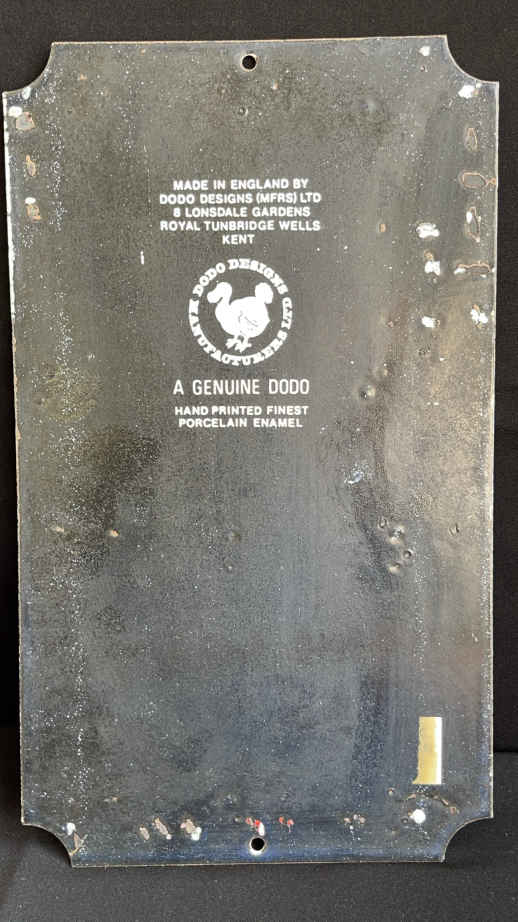 MADE IN ENGLAND BY
DODO DESIGNS (MFRS) LTD
8 LONSDALE GARDENS
ROYAL TUNBRIDGE WELLS
KENT
DODO DESIGNS LTD
MANUFACTURERS
A GENUINE DODO
HAND PRINTED FINEST
PORCELAIN ENAMEL